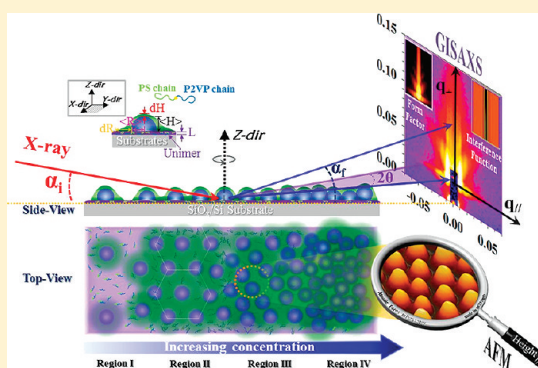 PS chain
P2VP chain
Z-dir
X-dir
Y-dir
dH
<R>
<H>
dR
L
Substrates
Unimer
Z-dir
X-ray
αi
αf
2θ
Side-View
SiOx/Si Substrate
Top-View
Increasing concentration
Region I
Region II
Region III
Region IV
GISAXS
0.15
0.10
0.05
0.00
-0.05
0.00
0.05
q⊥
q//
Form Factor
Interference Function
AFM
Height